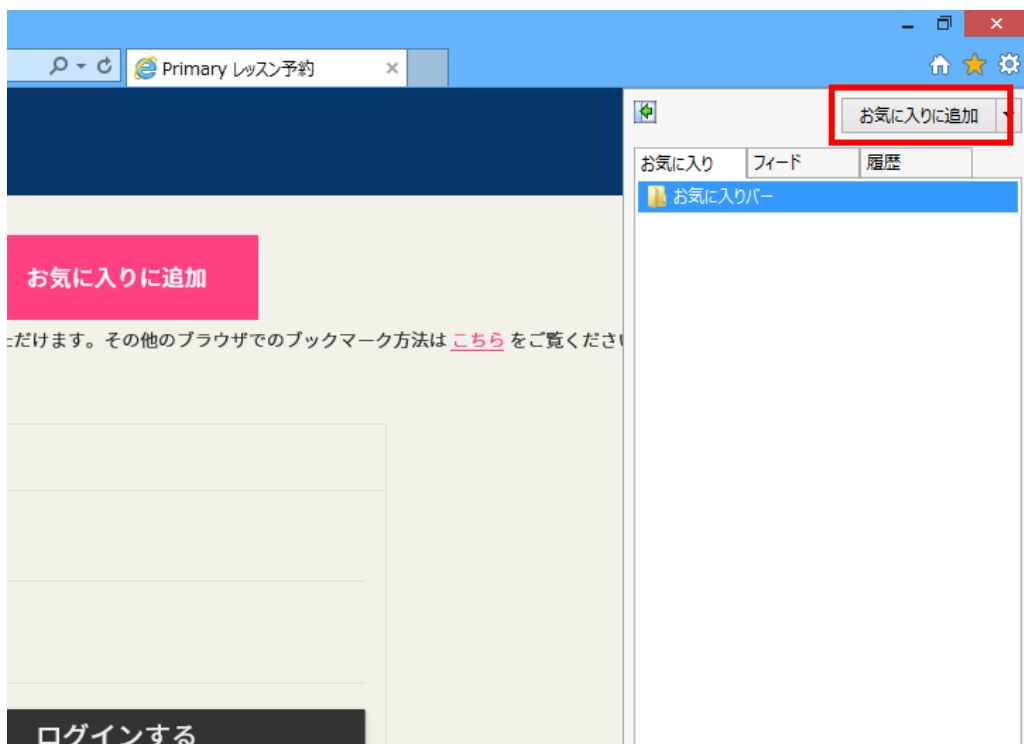 Primary レッスン予約
お気に入りに追加
お気に入り フィード 履歴
お気に入りバー
お気に入りに追加
だけます。その他のブラウザでのブックマーク方法は こちら をご覧くださ
ログインする